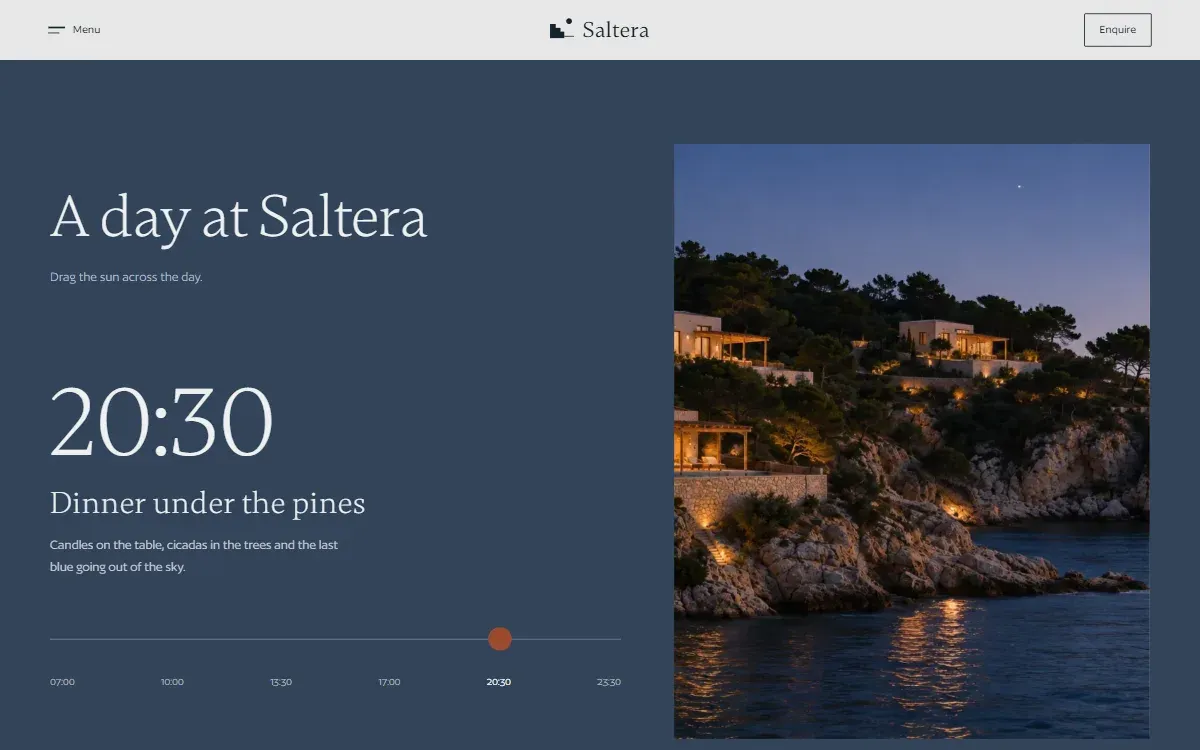 Menu
Saltera
Enquire
A day at Saltera
Drag the sun across the day.
20:30
Dinner under the pines
Candles on the table, cicadas in the trees and the last
blue going out of the sky.
07:00
10:00
13:30
17:00
20:30
23:30